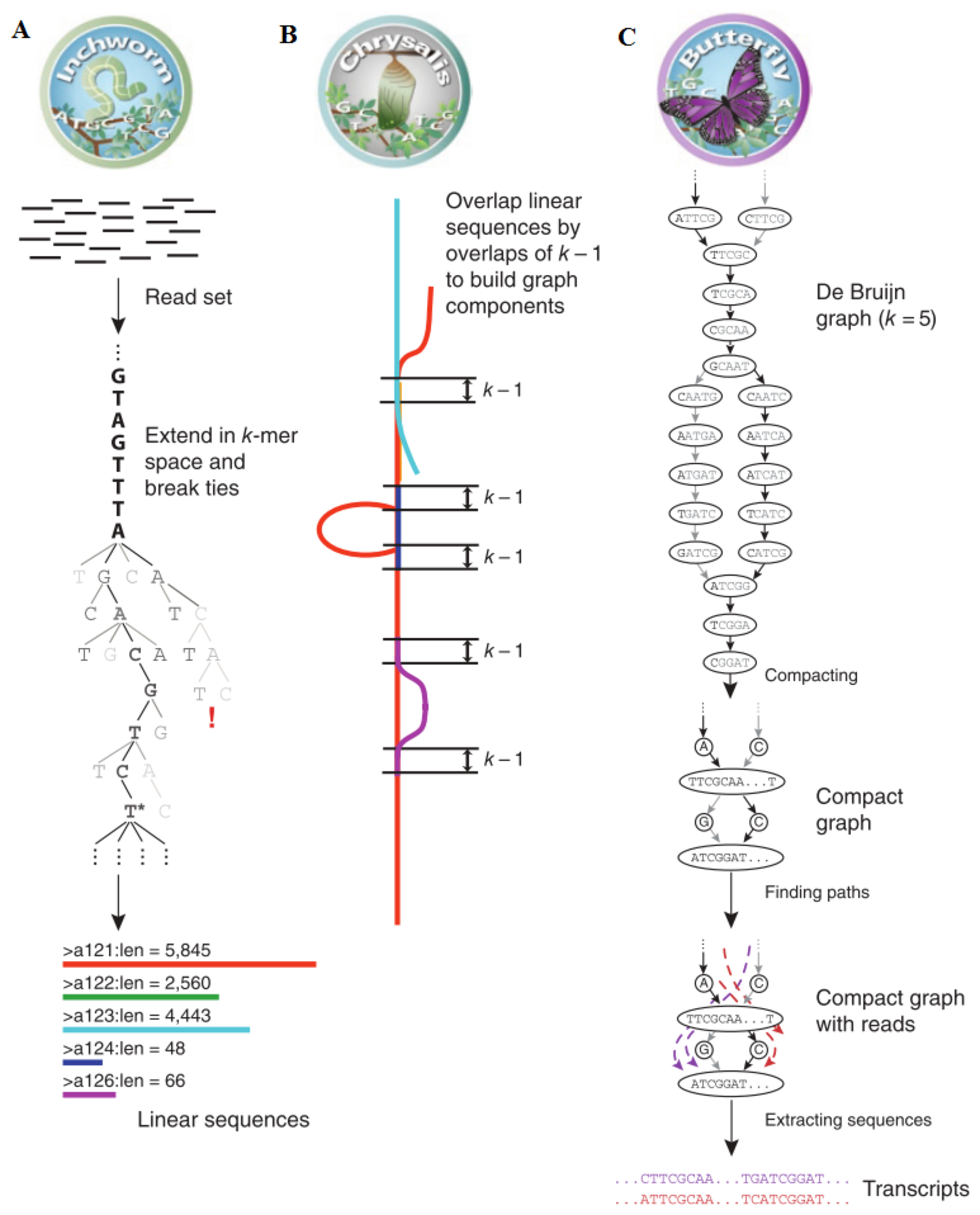 A
Inchworm
Read set
G
T
A
G
T
T
T
A
Extend in k-mer
space and
break ties
T G C A
C A T C
T G C A T A
G T C
!
T G
T C A
T* C
>a121:len = 5,845
>a122:len = 2,560
>a123:len = 4,443
>a124:len = 48
>a126:len = 66
Linear sequences
B
Chrysalis
Overlap linear
sequences by
overlaps of k – 1
to build graph
components
k – 1
k – 1
k – 1
k – 1
k – 1
C
Butterfly
ATTCG CTTCG
TTCGC
TCGCA
CGCAA
GCAAT
CAATG CAATC
AATGA AATCA
ATGAT ATCAT
TGATC TCATC
GATCG CATCG
ATCGG
TCGGA
CGGAT
De Bruijn
graph (k = 5)
Compacting
A C
TTCGCAA...T
G C
ATCGGAT...
Compact
graph
Finding paths
A C
TTCGCAA...T
G C
ATCGGAT...
Compact graph
with reads
Extracting sequences
...CTTCGCAA...TGATCGGAT...
...ATTCGCAA...TCATCGGAT...
Transcripts